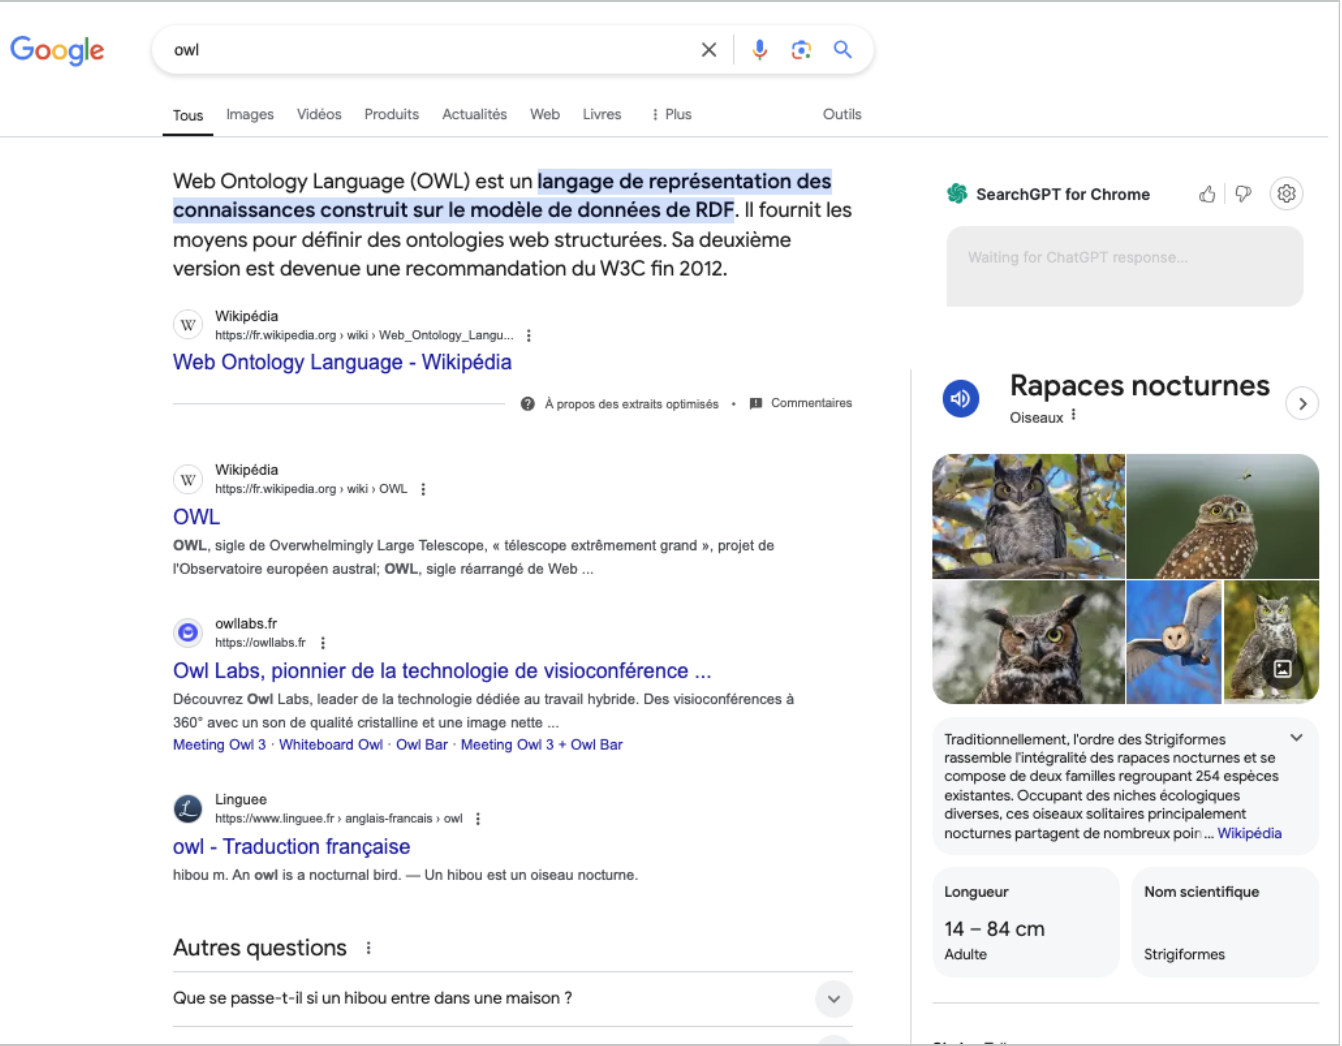 Google
owl
Tous
Images
Vidéos
Produits
Actualités
Web
Livres
Plus
Outils
Web Ontology Language (OWL) est un langage de représentation des
connaissances construit sur le modèle de données de RDF. Il fournit les
moyens pour définir des ontologies web structurées. Sa deuxième
version est devenue une recommandation du W3C fin 2012.
W
Wikipédia
https://fr.wikipedia.org › wiki › Web_Ontology_Langu...
Web Ontology Language - Wikipédia
À propos des extraits optimisés • Commentaires
W
Wikipédia
https://fr.wikipedia.org › wiki › OWL
OWL
OWL, sigle de Overwhelmingly Large Telescope, « télescope extrêmement grand », projet de
l'Observatoire européen austral; OWL, sigle réarrangé de Web ...
owllabs.fr
https://owllabs.fr
Owl Labs, pionnier de la technologie de visioconférence ...
Découvrez Owl Labs, leader de la technologie dédiée au travail hybride. Des visioconférences à
360° avec un son de qualité cristalline et une image nette ...
Meeting Owl 3 · Whiteboard Owl · Owl Bar · Meeting Owl 3 + Owl Bar
L
Linguee
https://www.linguee.fr › anglais-francais › owl
owl - Traduction française
hibou m. An owl is a nocturnal bird. — Un hibou est un oiseau nocturne.
Autres questions
Que se passe-t-il si un hibou entre dans une maison ?
SearchGPT for Chrome
Waiting for ChatGPT response...
Rapaces nocturnes
Oiseaux
Traditionnellement, l'ordre des Strigiformes
rassemble l'intégralité des rapaces nocturnes et se
compose de deux familles regroupant 254 espèces
existantes. Occupant des niches écologiques
diverses, ces oiseaux solitaires principalement
nocturnes partagent de nombreux poin... Wikipédia
Longueur
14 – 84 cm
Adulte
Nom scientifique
Strigiformes